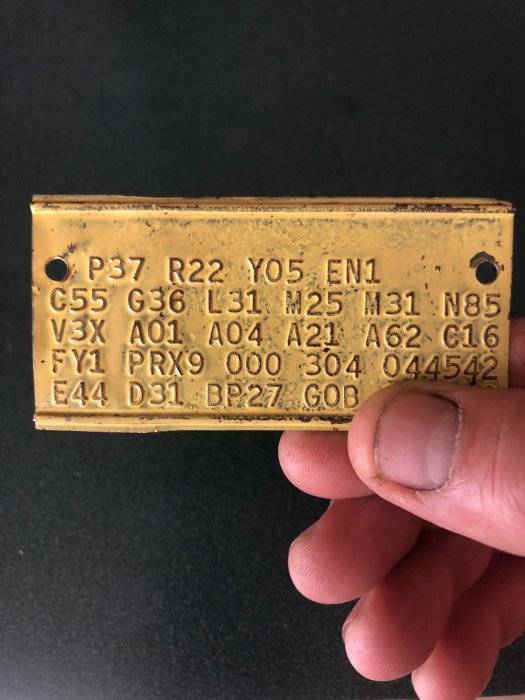 P37 R22 Y05 EN1
C55 G36 L31 M25 M31 N85
V3X A01 A04 A21 A62 C16
FY1 PRX9 000 304 044542
E44 D31 BP27 GOB